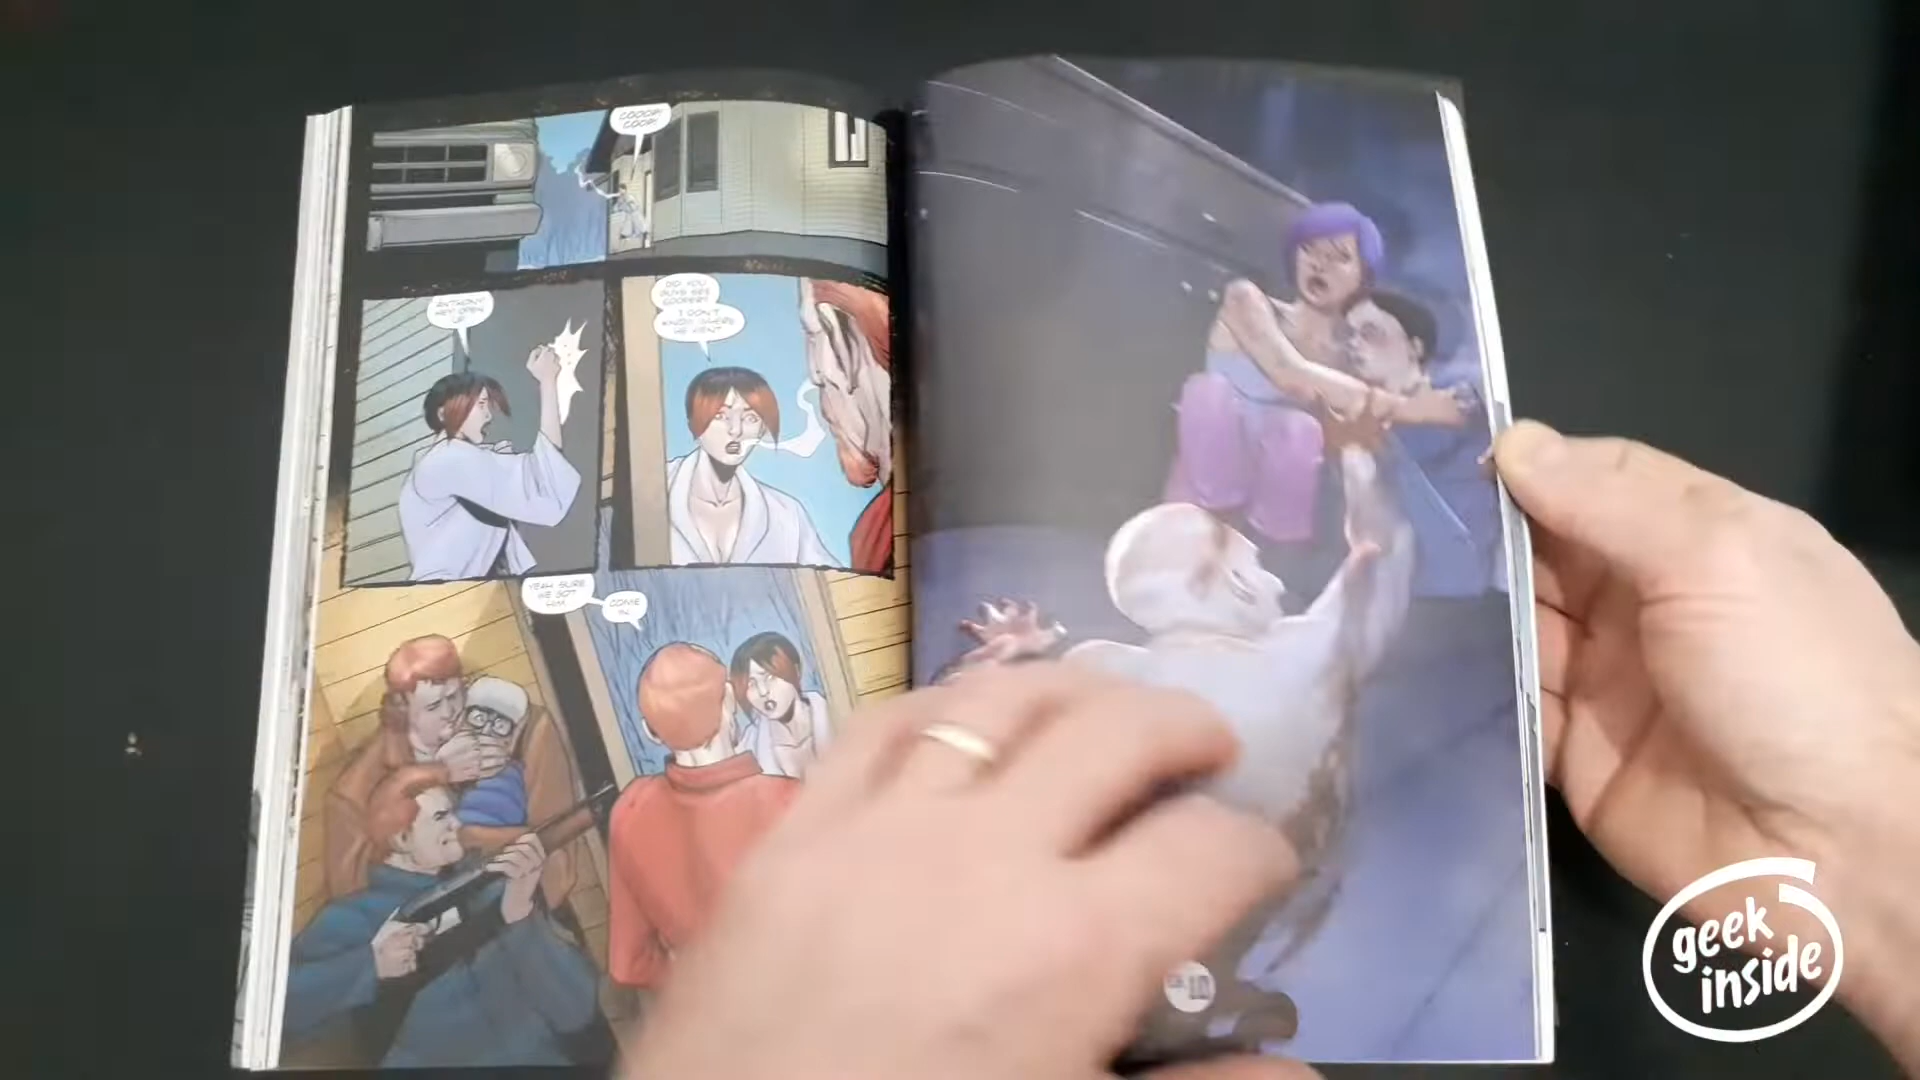 COOOP!
COOP!
ANTHONY!
HEY! OPEN
UP
DID YOU
GUYS SEE
COOPER?
I DON'T
KNOW WHERE
HE WENT
YEAH SURE
WE GOT
HIM
COME
IN
geek
inside